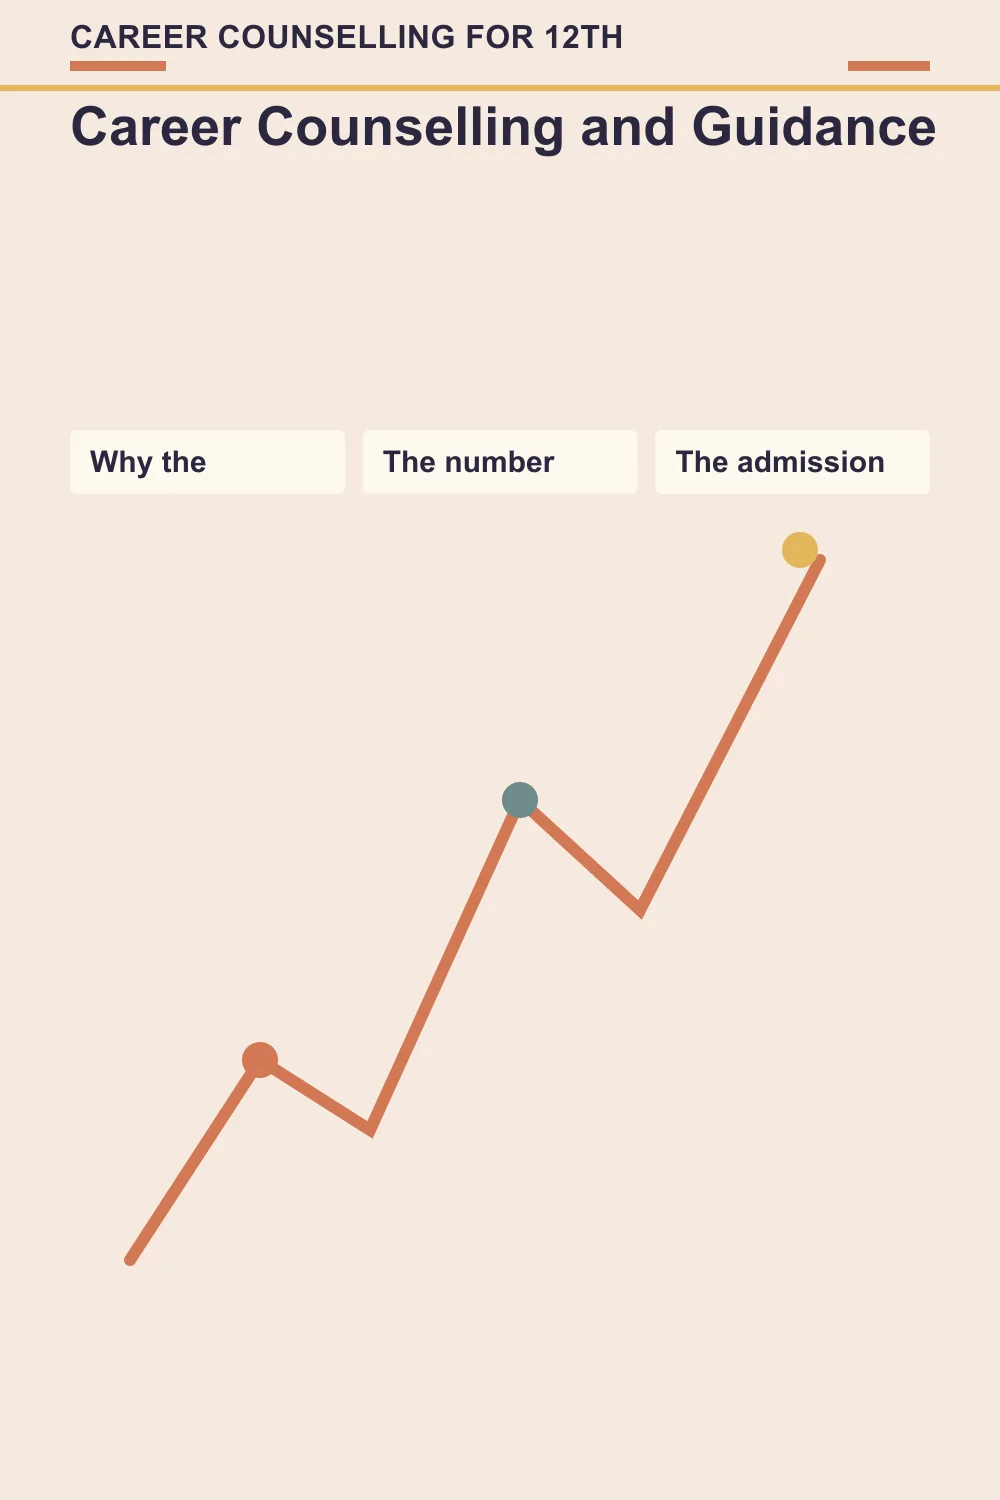 CAREER COUNSELLING FOR 12TH
Career Counselling and Guidance
Why the
The number
The admission